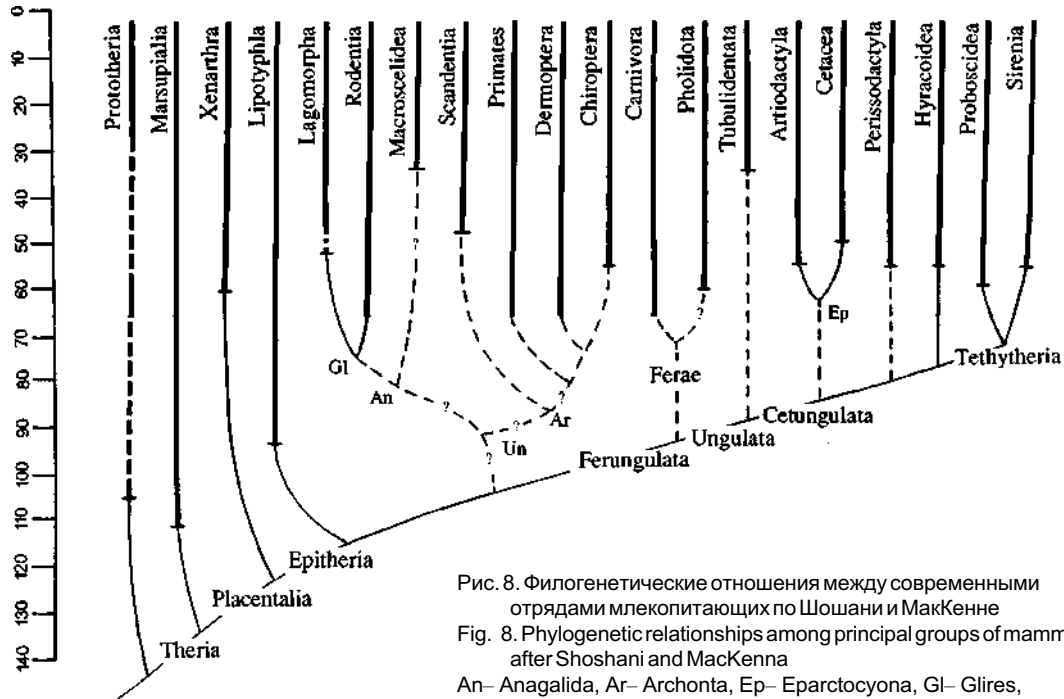 0
10
20
30
40
50
60
70
80
90
100
110
120
130
140
Prototheria
Marsupialia
Xenarthra
Lipotyphla
Lagomorpha
Rodentia
Macroscelidea
Scandentia
Primates
Dermoptera
Chiroptera
Carnivora
Pholidota
Tubulidentata
Artiodactyla
Cetacea
Perissodactyla
Hyracoidea
Proboscidea
Sirenia
?
?
?
?
?
?
?
Gl
An
Un
Ar
Ferae
Ep
Tethytheria
Cetungulata
Ungulata
Ferungulata
Epitheria
Placentalia
Theria
Рис. 8. Филогенетические отношения между современными
отрядами млекопитающих по Шошани и МакКенне
Fig. 8. Phylogenetic relationships among principal groups of mamm
after Shoshani and MacKenna
An– Anagalida, Ar– Archonta, Ep– Eparctocyona, Gl– Glires,